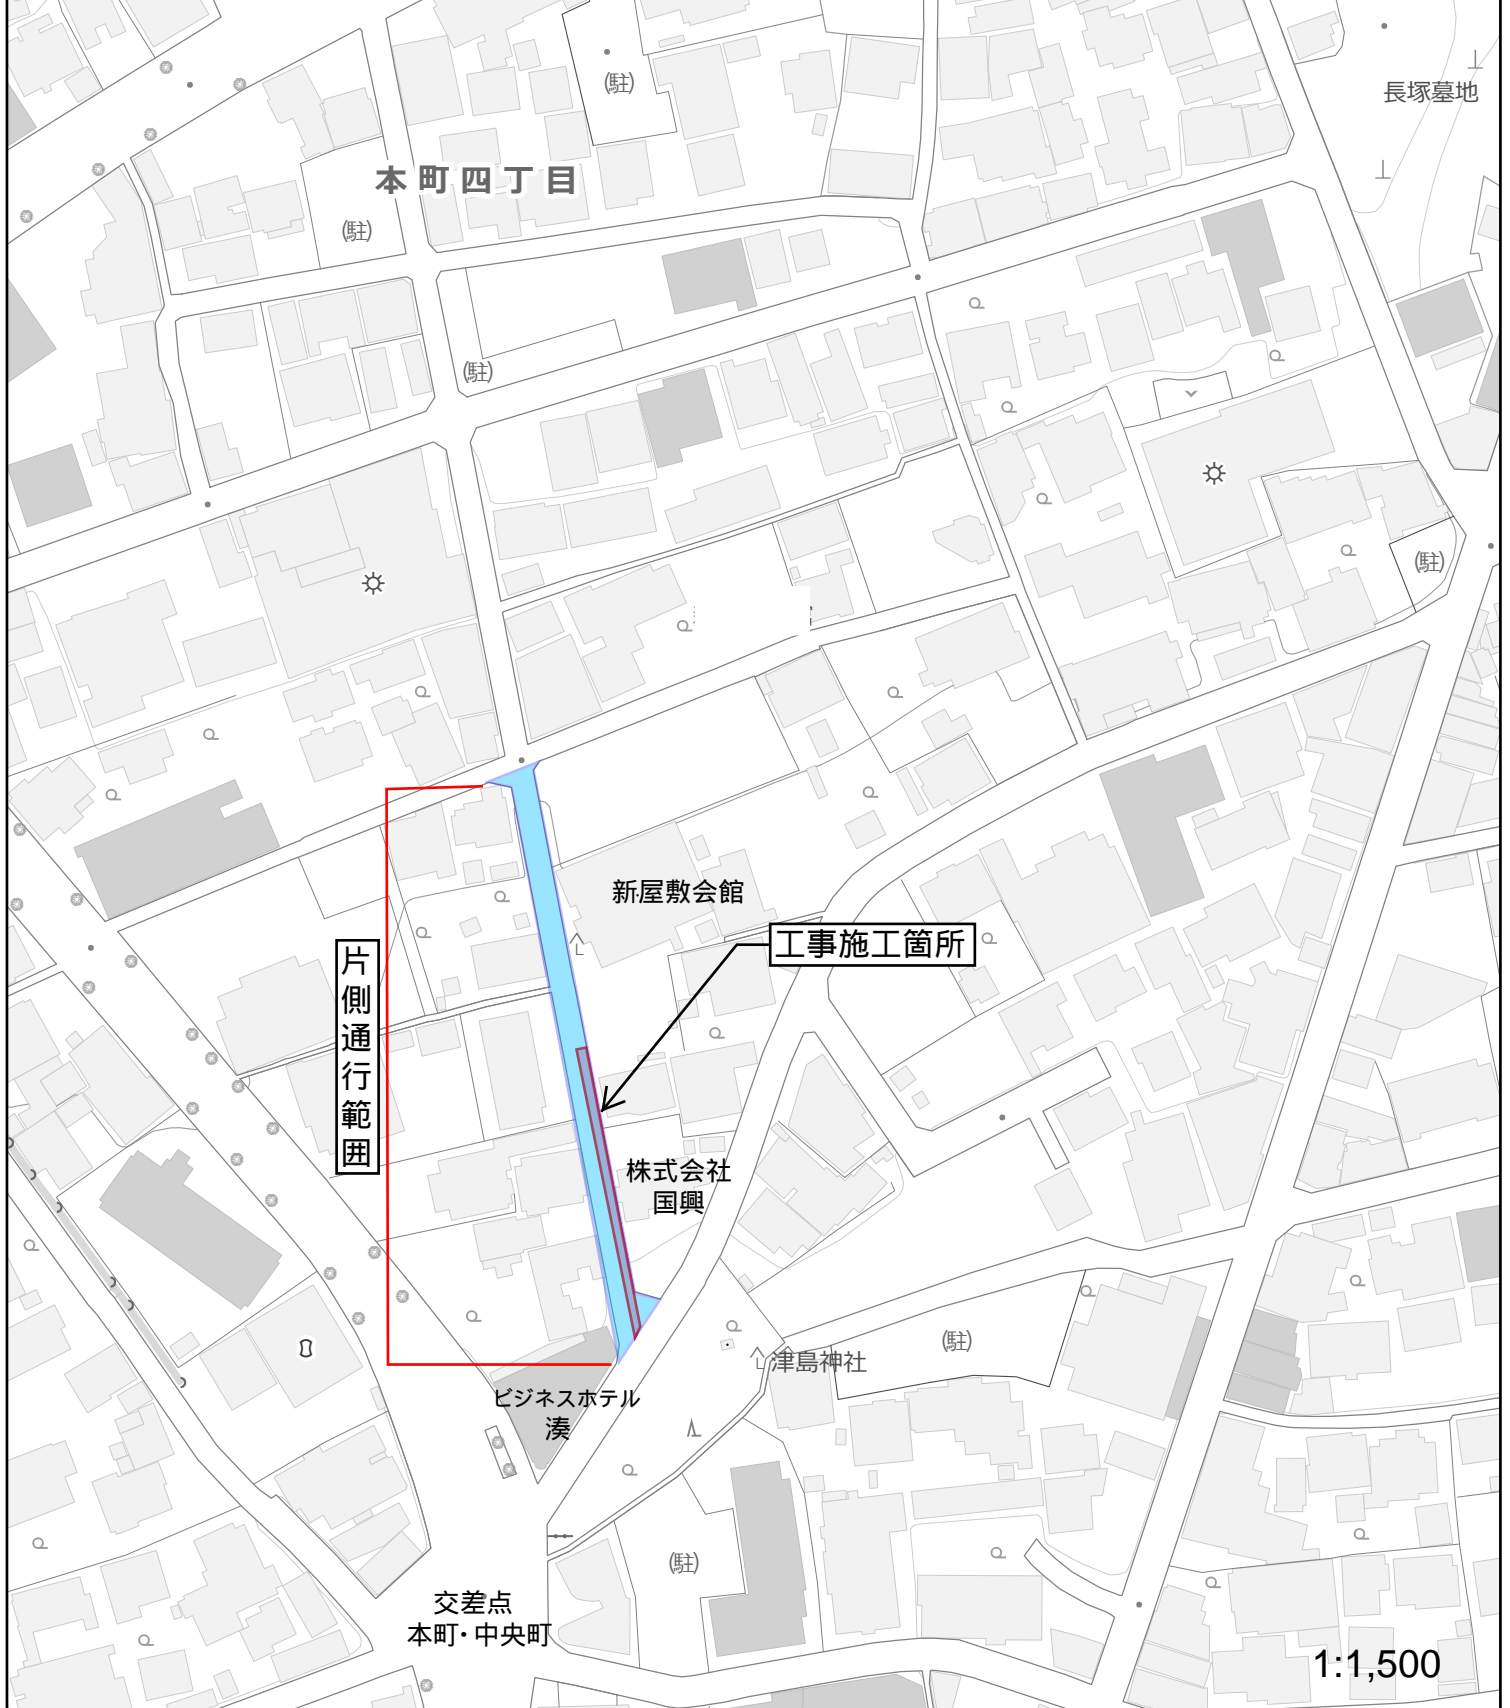 (駐)
長塚墓地
本町四丁目
(駐)
(駐)
(駐)
新屋敷会館
工事施工箇所
片側通行範囲
株式会社
国興
(駐)
津島神社
ビジネスホテル
湊
(駐)
交差点
本町・中央町
1:1,500